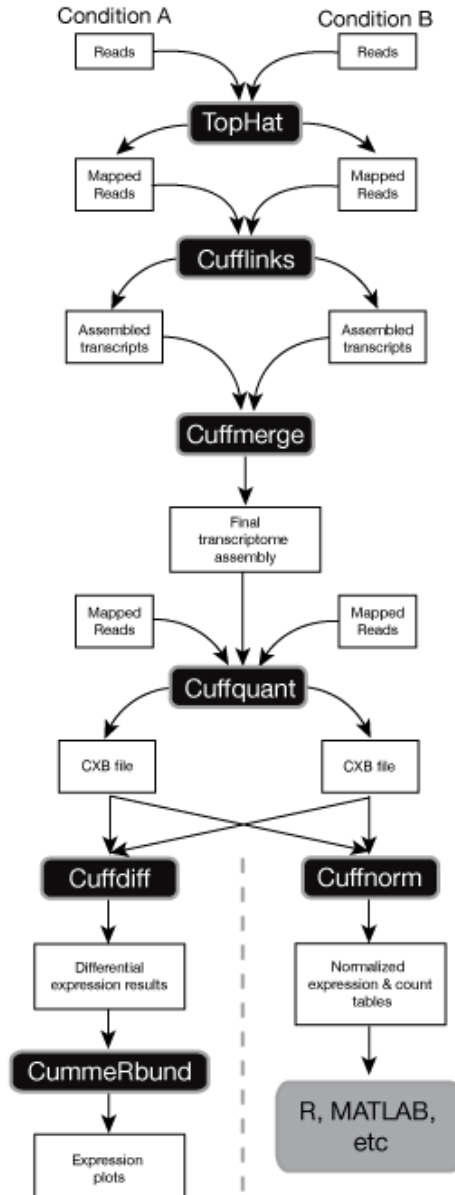 Condition A
Condition B
Reads
Reads
TopHat
Mapped
Reads
Mapped
Reads
Cufflinks
Assembled
transcripts
Assembled
transcripts
Cuffmerge
Final
transcriptome
assembly
Mapped
Reads
Mapped
Reads
Cuffquant
CXB file
CXB file
Cuffdiff
Cuffnorm
Differential
expression results
Normalized
expression & count
tables
CummeRbund
R, MATLAB,
etc
Expression
plots